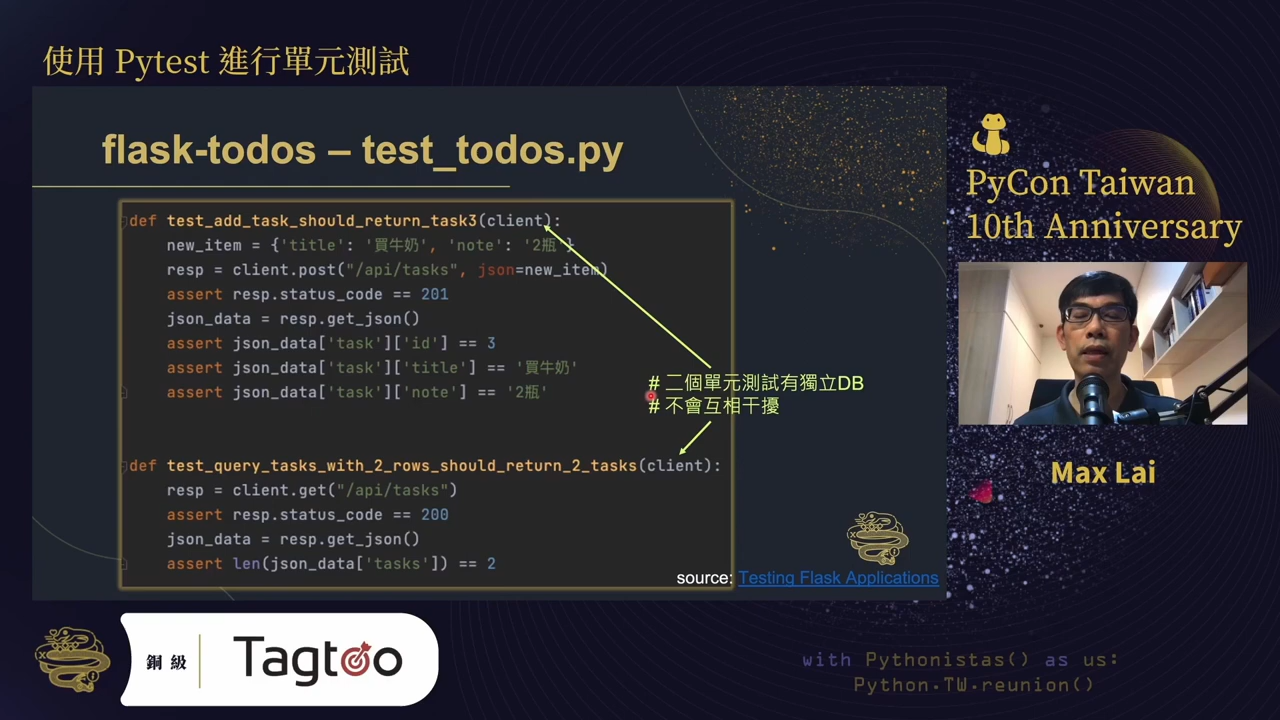 使用 Pytest 進行單元測試
flask-todos – test_todos.py
def test_add_task_should_return_task3(client):
new_item = {'title': '買牛奶', 'note': '2瓶'}
resp = client.post("/api/tasks", json=new_item)
assert resp.status_code == 201
json_data = resp.get_json()
assert json_data['task']['id'] == 3
assert json_data['task']['title'] == '買牛奶'
assert json_data['task']['note'] == '2瓶'
# 二個單元測試有獨立DB
# 不會互相干擾
def test_query_tasks_with_2_rows_should_return_2_tasks(client):
resp = client.get("/api/tasks")
assert resp.status_code == 200
json_data = resp.get_json()
assert len(json_data['tasks']) == 2
source: Testing Flask Applications
PyCon Taiwan
10th Anniversary
Max Lai
銅級
Tagtoo
with Pythonistas() as us:
Python.TW.reunion()